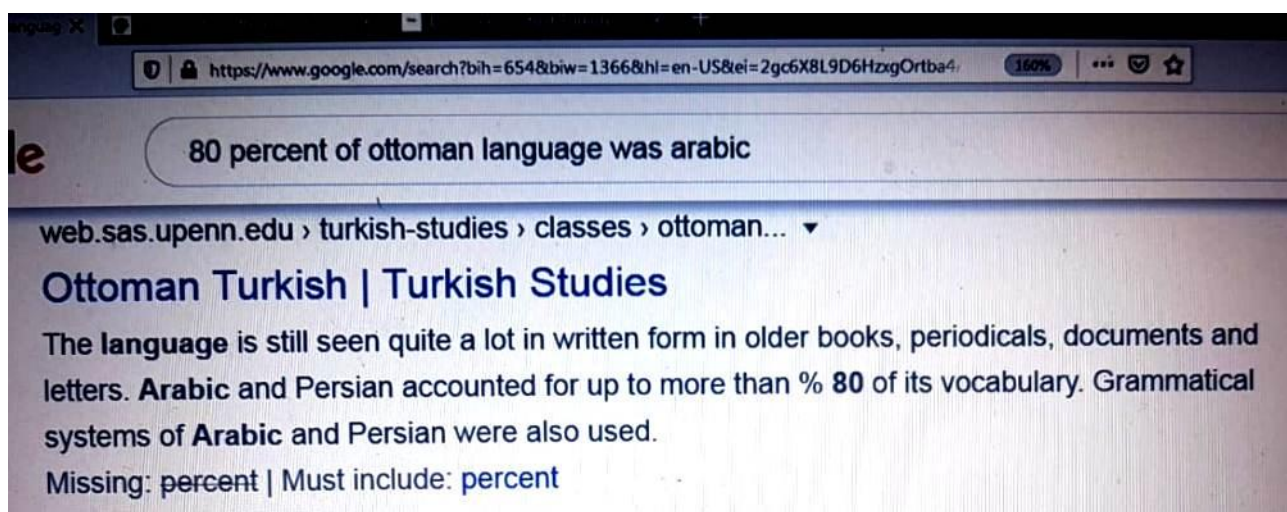 https://www.google.com/search?bih=654&biw=1366&hl=en-US&ei=2gc6X8L9D6HzxgOrtba4 160%
le 80 percent of ottoman language was arabic
web.sas.upenn.edu › turkish-studies › classes › ottoman...
Ottoman Turkish | Turkish Studies
The language is still seen quite a lot in written form in older books, periodicals, documents and
letters. Arabic and Persian accounted for up to more than % 80 of its vocabulary. Grammatical
systems of Arabic and Persian were also used.
Missing: percent | Must include: percent